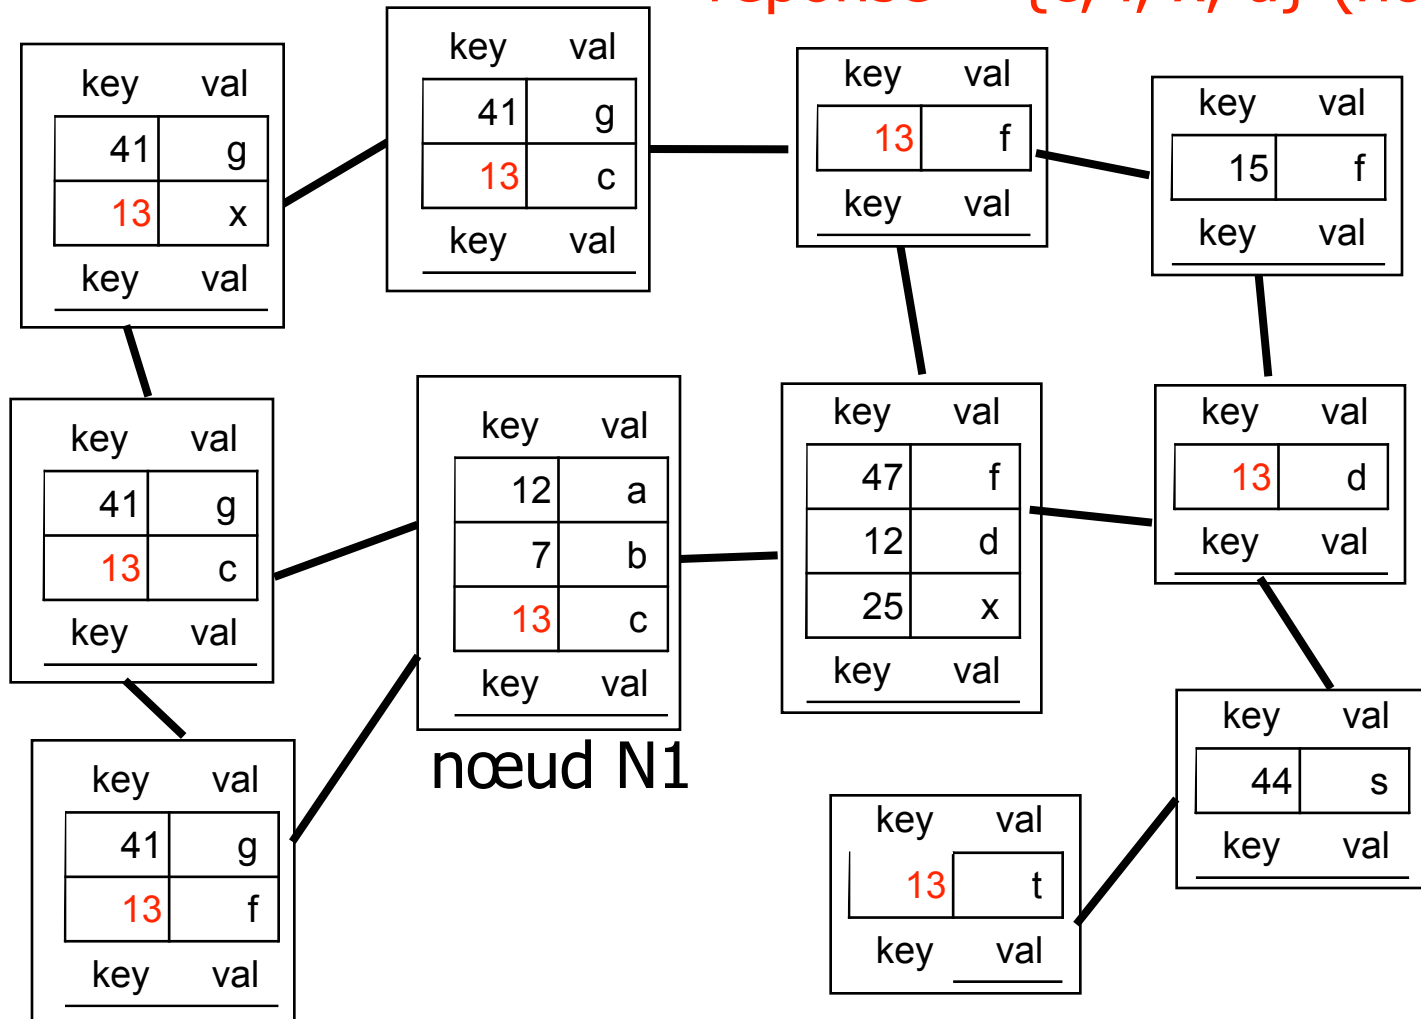 réponse = {c, f, x, d}
key val
41 g
13 x
key val
key val
41 g
13 c
key val
key val
13 f
key val
key val
15 f
key val
key val
41 g
13 c
key val
key val
12 a
7 b
13 c
key val
nœud N1
key val
47 f
12 d
25 x
key val
key val
13 d
key val
key val
41 g
13 f
key val
key val
13 t
key val
key val
44 s
key val